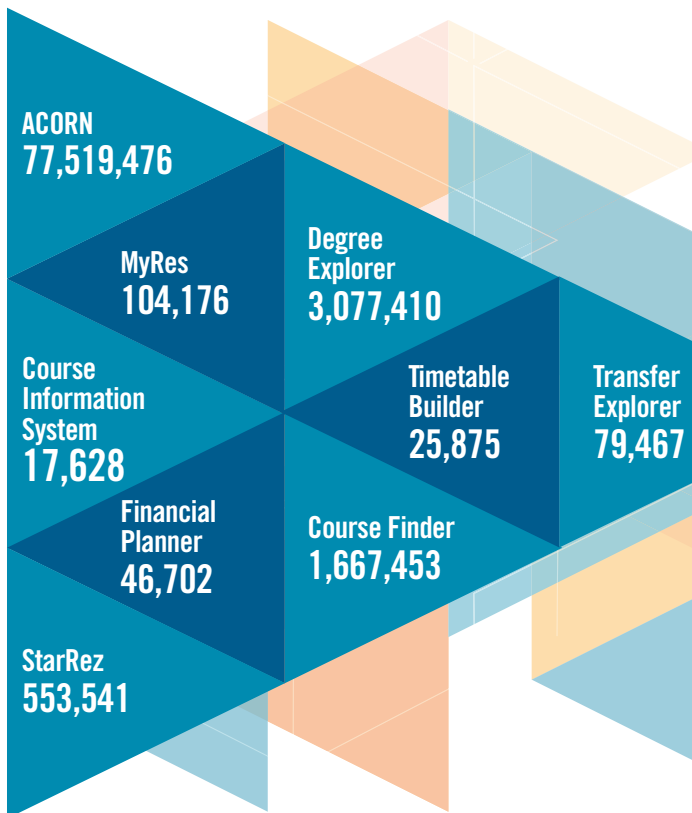 ACORN
77,519,476
MyRes
104,176
Degree
Explorer
3,077,410
Course
Information
System
17,628
Timetable
Builder
25,875
Transfer
Explorer
79,467
Financial
Planner
46,702
Course Finder
1,667,453
StarRez
553,541